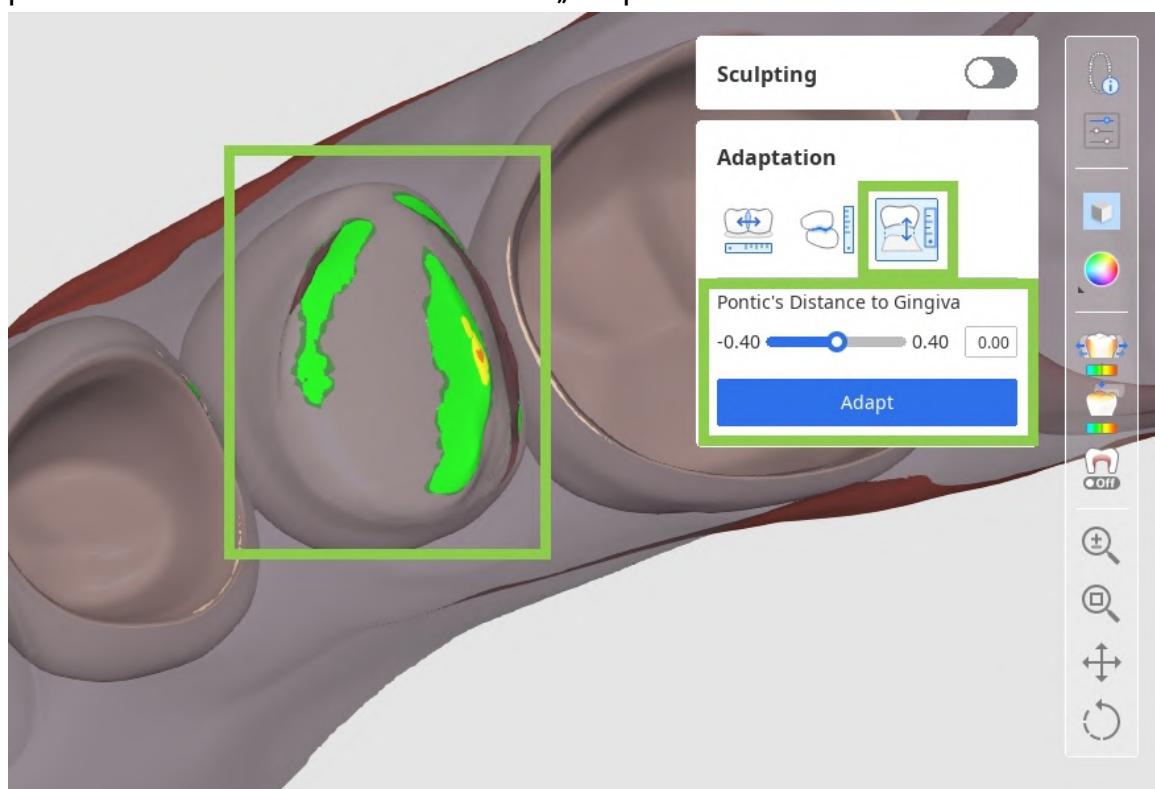 Sculpting
Adaptation
Pontic's Distance to Gingiva
-0.40 0.40 0.00
Adapt
Off